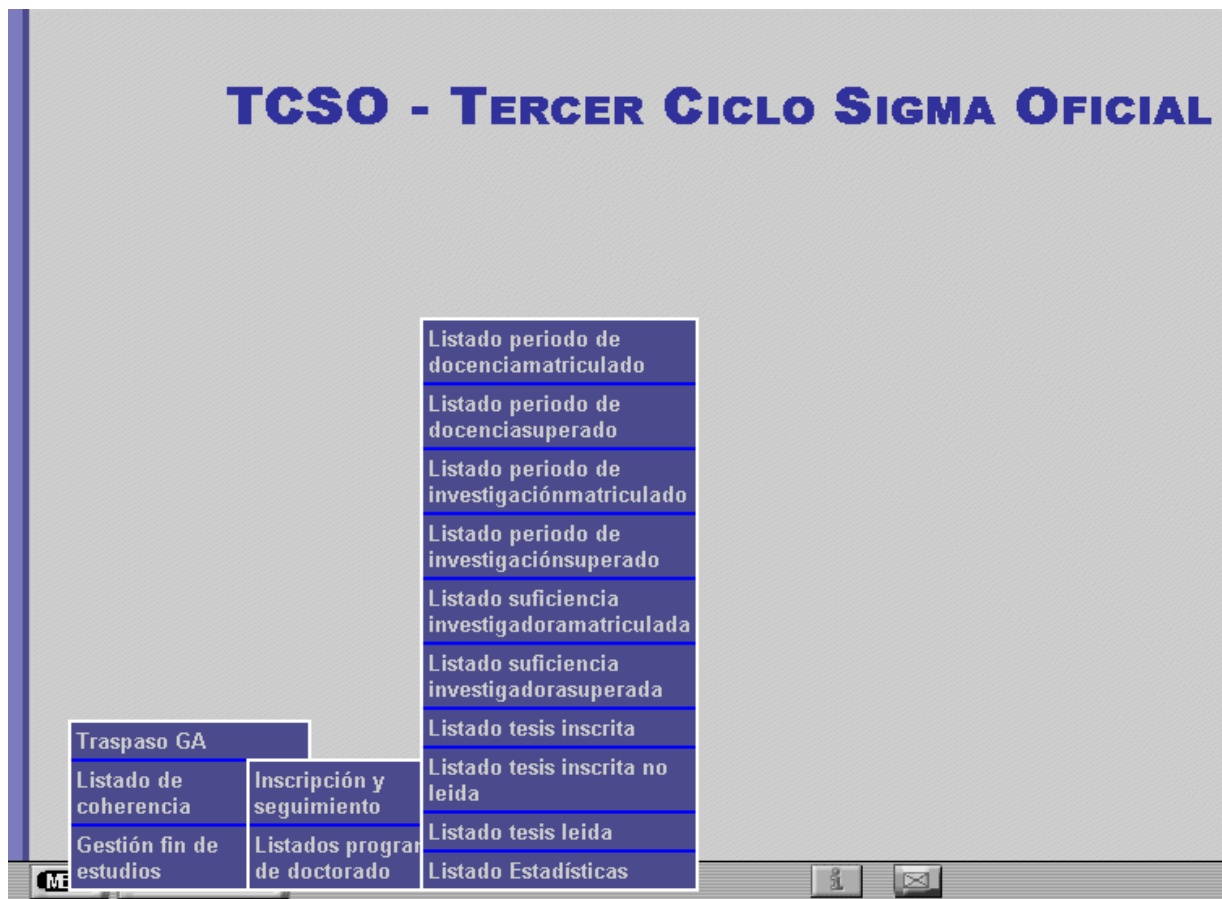 TCSO - TERCER CICLO SIGMA OFICIAL
Listado periodo de
docenciamatriculado
Listado periodo de
docenciasuperado
Listado periodo de
investigaciónmatriculado
Listado periodo de
investigaciónsuperado
Listado suficiencia
investigadoramatriculada
Listado suficiencia
investigadorasuperada
Listado tesis inscrita
Listado tesis inscrita no
leida
Listado tesis leida
Listado Estadísticas
Inscripción y
seguimiento
Listados
de doctorado
Traspaso GA
Listado de
coherencia
Gestión fin de
estudios